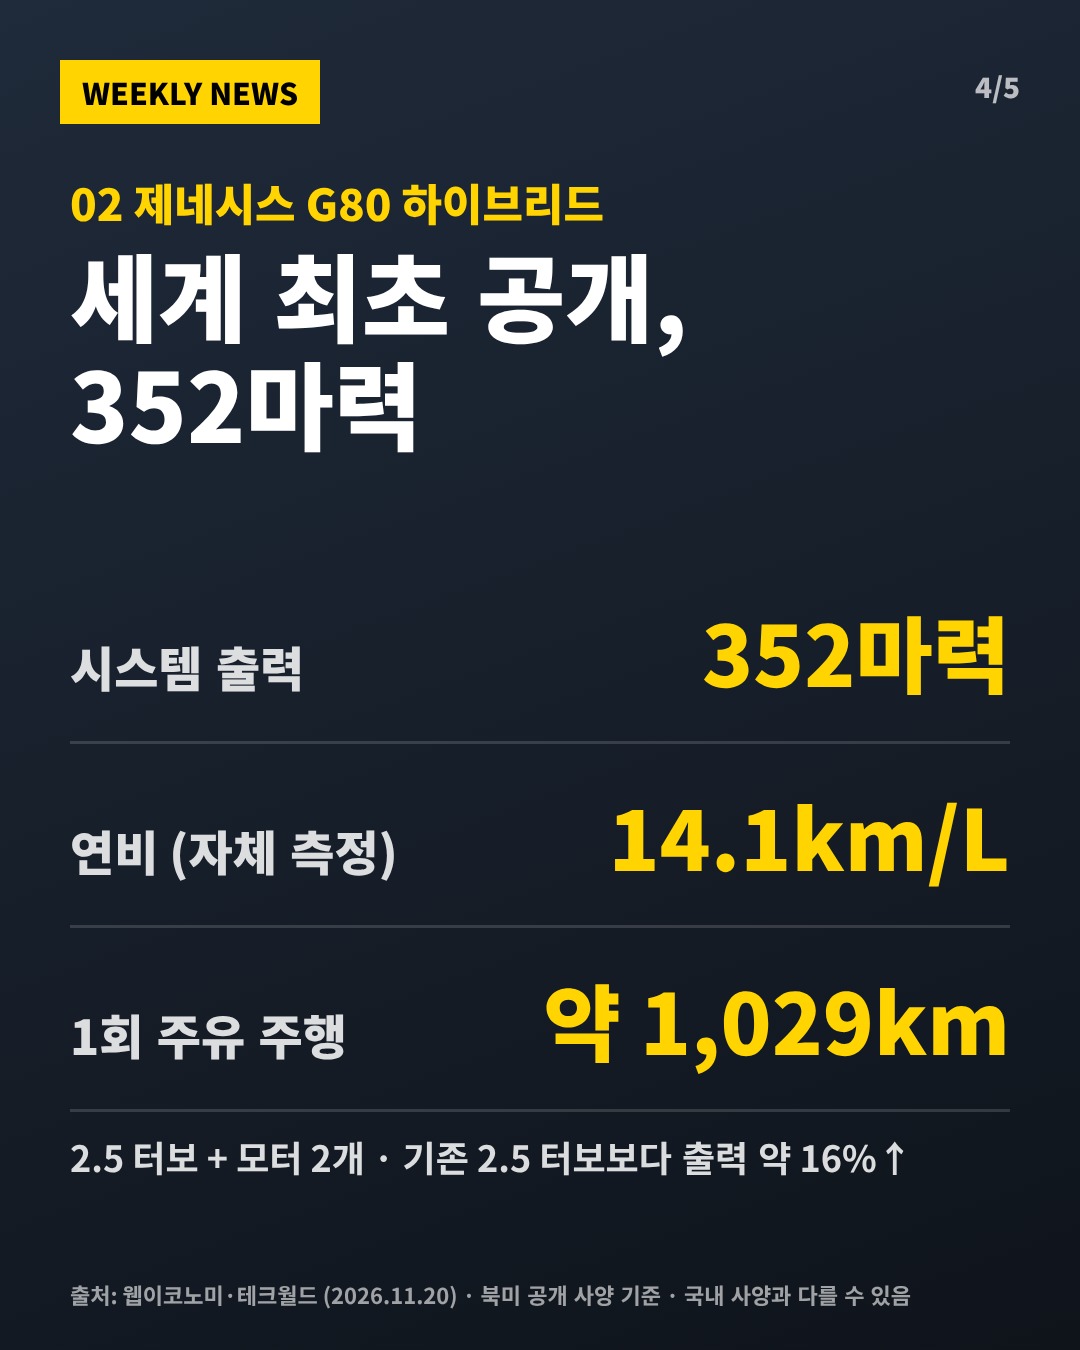 WEEKLY NEWS
4/5
02 제네시스 G80 하이브리드
세계 최초 공개,
352마력
시스템 출력 352마력
연비 (자체 측정) 14.1km/L
1회 주유 주행 약 1,029km
2.5 터보 + 모터 2개 · 기존 2.5 터보보다 출력 약 16%↑
출처: 웹이코노미·테크월드 (2026.11.20) · 북미 공개 사양 기준 · 국내 사양과 다를 수 있음